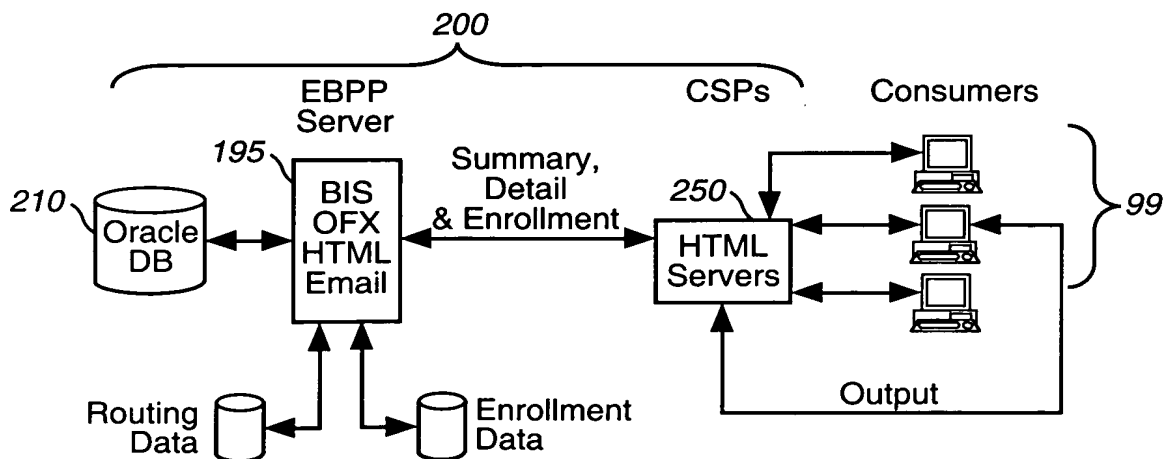 200
EBPP
Server
CSPs
Consumers
195
BIS
OFX
HTML
Email
Summary,
Detail
& Enrollment
210
Oracle
DB
250
HTML
Servers
99
Routing
Data
Enrollment
Data
Output